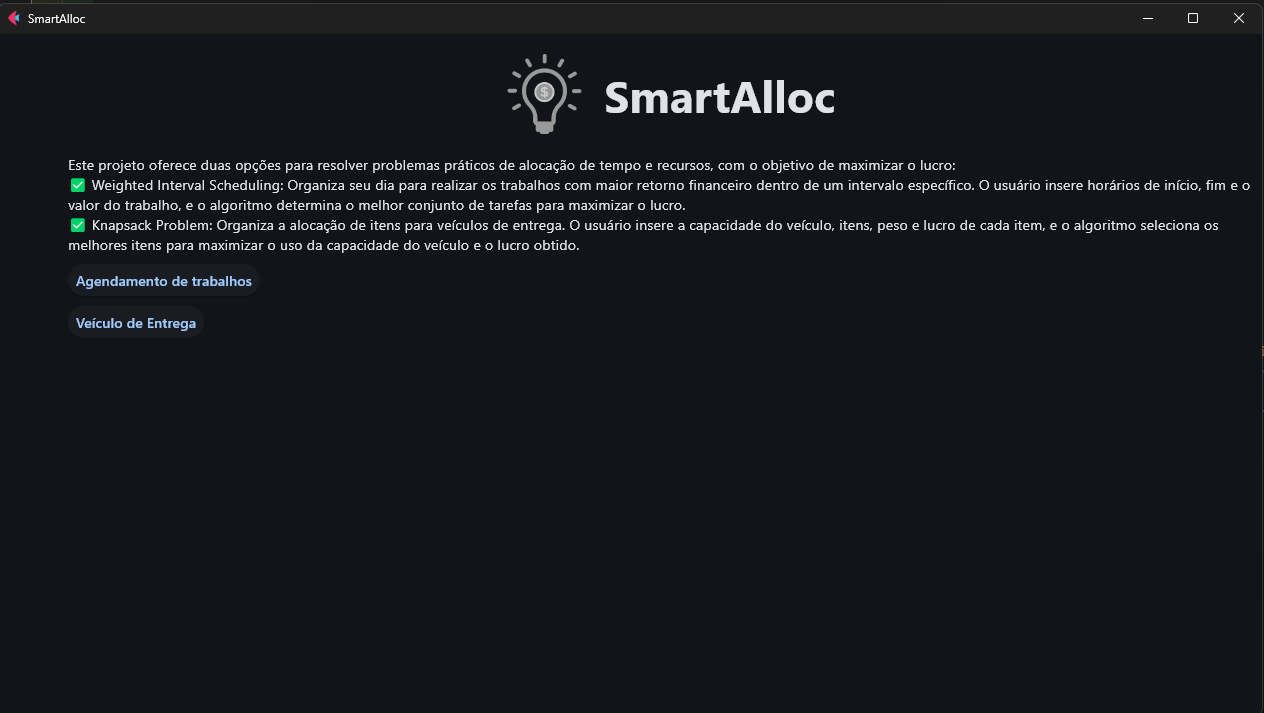 SmartAlloc
$
SmartAlloc
Este projeto oferece duas opções para resolver problemas práticos de alocação de tempo e recursos, com o objetivo de maximizar o lucro:
✅ Weighted Interval Scheduling: Organiza seu dia para realizar os trabalhos com maior retorno financeiro dentro de um intervalo específico. O usuário insere horários de início, fim e o
valor do trabalho, e o algoritmo determina o melhor conjunto de tarefas para maximizar o lucro.
✅ Knapsack Problem: Organiza a alocação de itens para veículos de entrega. O usuário insere a capacidade do veículo, itens, peso e lucro de cada item, e o algoritmo seleciona os
melhores itens para maximizar o uso da capacidade do veículo e o lucro obtido.
Agendamento de trabalhos
Veículo de Entrega